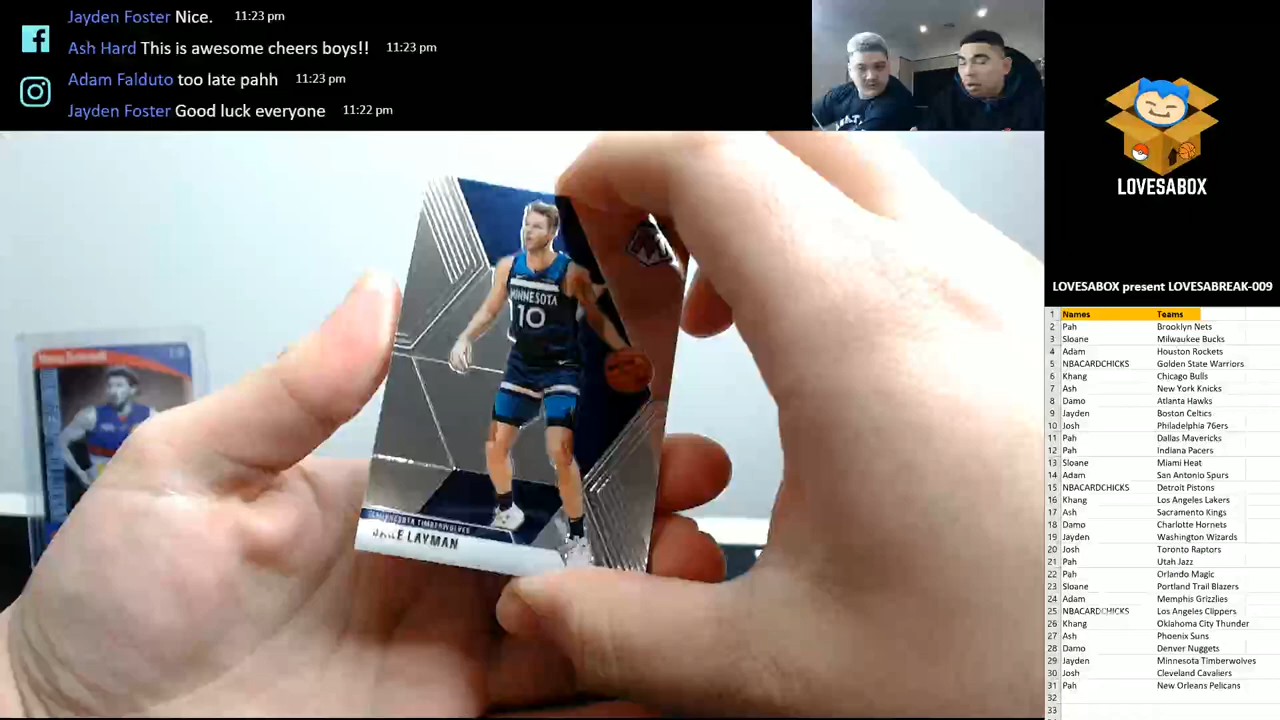 Jayden Foster Nice. 11:23 pm
Ash Hard This is awesome cheers boys!! 11:23 pm
Adam Falduto too late pahh 11:23 pm
Jayden Foster Good luck everyone 11:22 pm
LOVESABOX
LOVESABOX present LOVESABREAK-009
1 Names Teams
2 Pah Brooklyn Nets
3 Sloane Milwaukee Bucks
4 Adam Houston Rockets
5 NBACARDCHICKS Golden State Warriors
6 Khang Chicago Bulls
7 Ash New York Knicks
8 Damo Atlanta Hawks
9 Jayden Boston Celtics
10 Josh Philadelphia 76ers
11 Pah Dallas Mavericks
12 Pah Indiana Pacers
13 Sloane Miami Heat
14 Adam San Antonio Spurs
15 NBACARDCHICKS Detroit Pistons
16 Khang Los Angeles Lakers
17 Ash Sacramento Kings
18 Damo Charlotte Hornets
19 Jayden Washington Wizards
20 Josh Toronto Raptors
21 Pah Utah Jazz
22 Pah Orlando Magic
23 Sloane Portland Trail Blazers
24 Adam Memphis Grizzlies
25 NBACARDCHICKS Los Angeles Clippers
26 Khang Oklahoma City Thunder
27 Ash Phoenix Suns
28 Damo Denver Nuggets
29 Jayden Minnesota Timberwolves
30 Josh Cleveland Cavaliers
31 Pah New Orleans Pelicans
32
33
MINNESOTA
10
MINNESOTA TIMBERWOLVES
JAKE LAYMAN